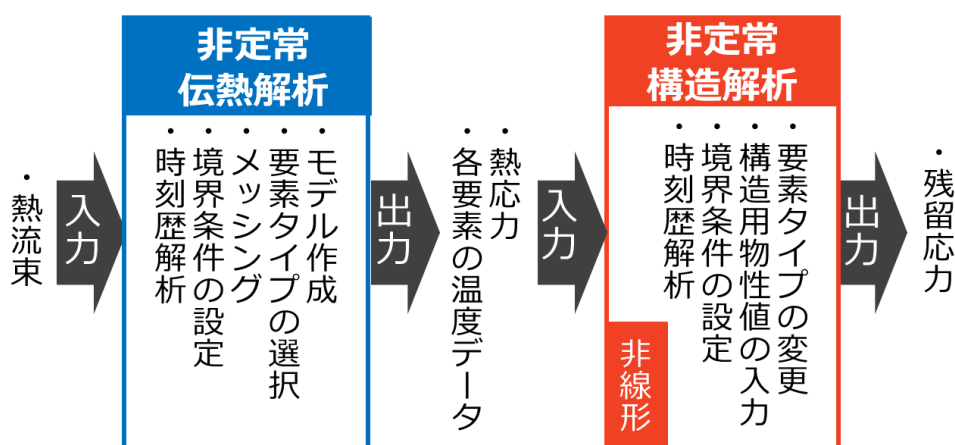 ・熱流束
入力
非定常
伝熱解析
・モデル作成
・要素タイプの選択
・メッシング
・境界条件の設定
・時刻歴解析
出力
・熱応力
・各要素の温度データ
入力
非定常
構造解析
・要素タイプの変更
・構造用物性値の入力
・境界条件の設定
・時刻歴解析
非線形
出力
・残留応力